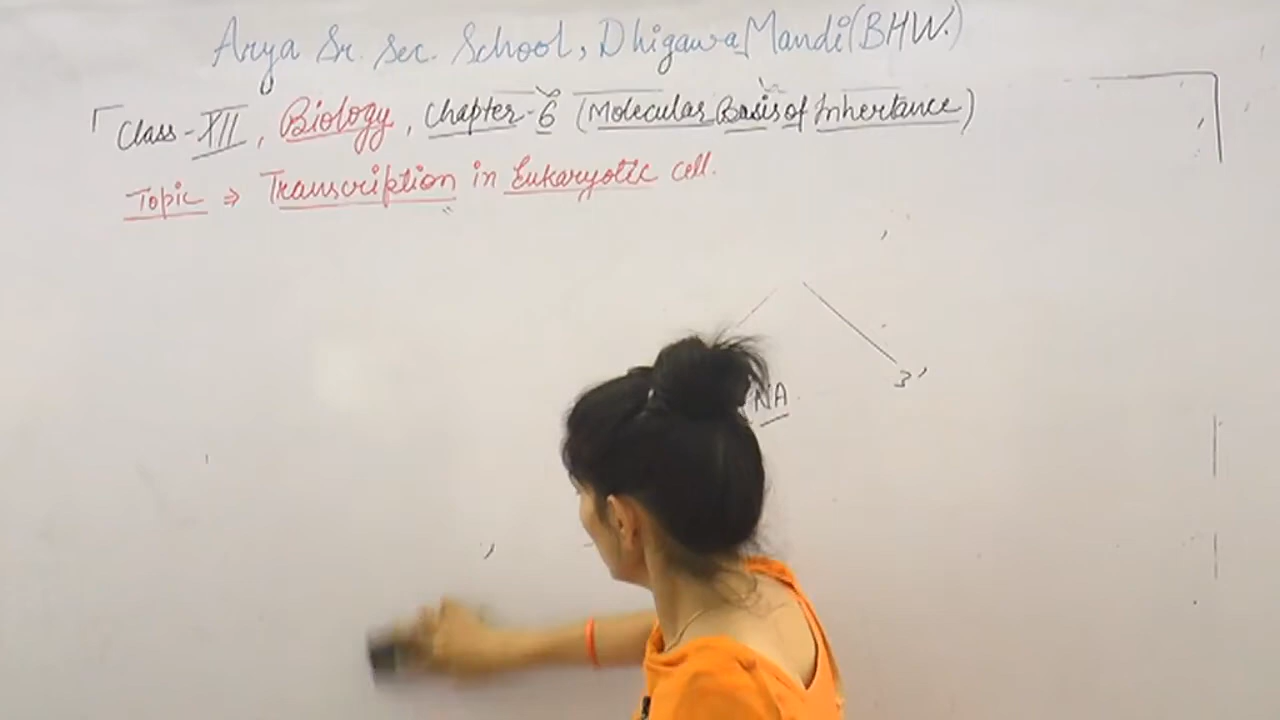 Arya Sr. Sec. School, Dhigawa Mandi (BHW.)
Class - XII, Biology, Chapter - 6 (Molecular Basis of Inhertance)
Topic ⇒ Transcription in Eukaryotic cell.
3'
NA